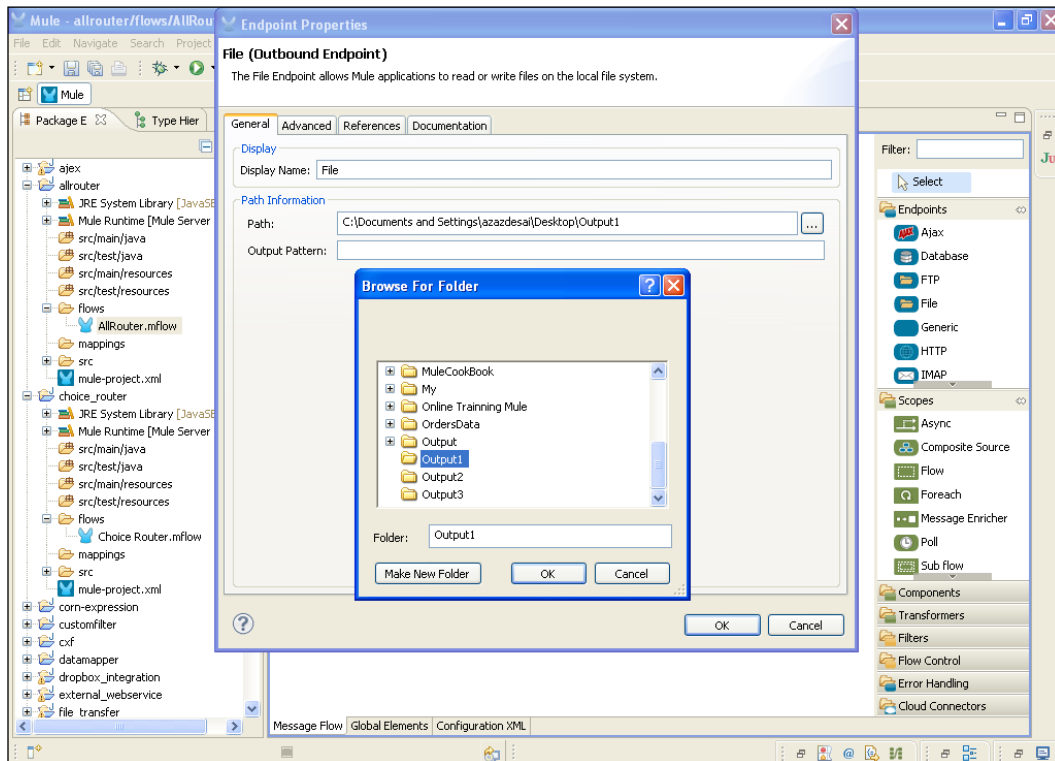 Mule - allrouter/flows/AllRou
File Edit Navigate Search Project
Mule
Package E
Type Hier
ajex
allrouter
JRE System Library [JavaSE
Mule Runtime [Mule Server
src/main/java
src/test/java
src/main/resources
src/test/resources
flows
AllRouter.mflow
mappings
src
mule-project.xml
choice_router
JRE System Library [JavaSE
Mule Runtime [Mule Server
src/main/java
src/test/java
src/main/resources
src/test/resources
flows
Choice Router.mflow
mappings
src
mule-project.xml
corn-expression
customfilter
cxf
datamapper
dropbox_integration
external_webservice
file_transfer
Endpoint Properties
File (Outbound Endpoint)
The File Endpoint allows Mule applications to read or write files on the local file system.
General Advanced References Documentation
Display
Display Name: File
Path Information
Path: C:\Documents and Settings\azazdesai\Desktop\Output1 ...
Output Pattern:
Browse For Folder
MuleCookBook
My
Online Trainning Mule
OrdersData
Output
Output1
Output2
Output3
Folder: Output1
Make New Folder OK Cancel
OK Cancel
Message Flow Global Elements Configuration XML
Filter:
Select
Endpoints
Ajax
Database
FTP
File
Generic
HTTP
IMAP
Scopes
Async
Composite Source
Flow
Foreach
Message Enricher
Poll
Sub flow
Components
Transformers
Filters
Flow Control
Error Handling
Cloud Connectors
Ju